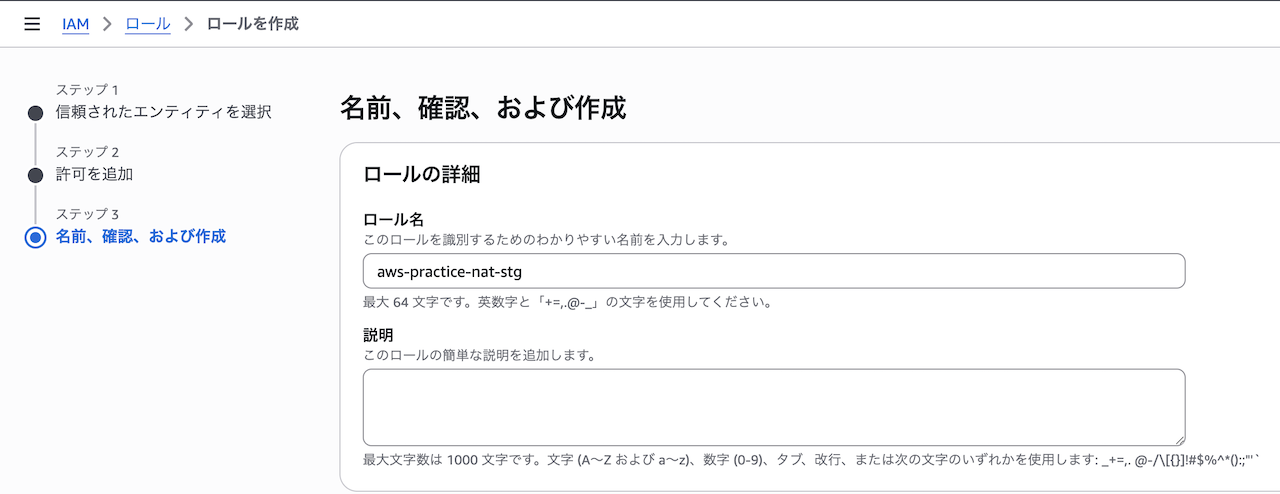 IAM > ロール > ロールを作成
ステップ 1
信頼されたエンティティを選択
ステップ 2
許可を追加
ステップ 3
名前、確認、および作成
名前、確認、および作成
ロールの詳細
ロール名
このロールを識別するためのわかりやすい名前を入力します。
aws-practice-nat-stg
最大 64 文字です。英数字と「+=,.@-_」の文字を使用してください。
説明
このロールの簡単な説明を追加します。
最大文字数は 1000 文字です。文字 (A～Z および a～z)、数字 (0-9)、タブ、改行、または次の文字のいずれかを使用します: _+=,. @-/\[{}]!#$%^*();:"'`